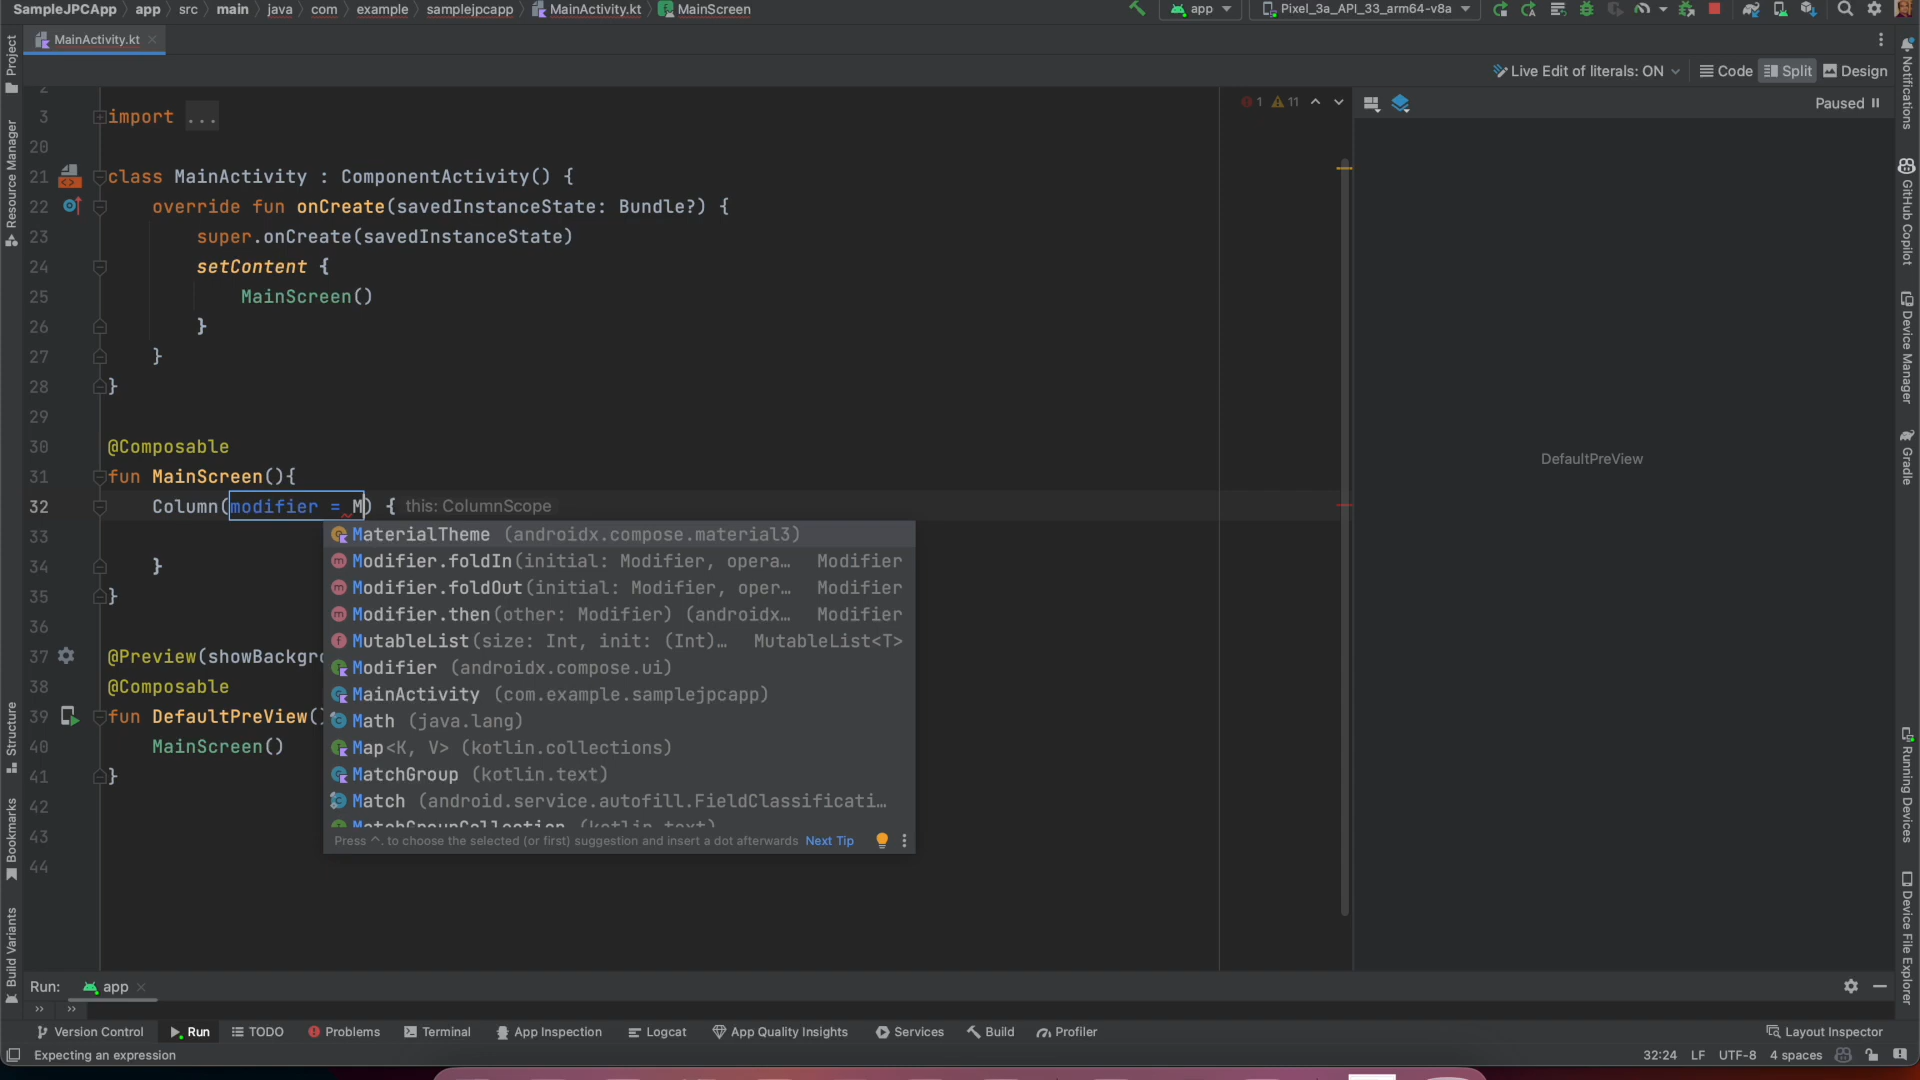 SampleJPCApp app src main java com example samplejpcapp MainActivity.kt MainScreen
app Pixel_3a_API_33_arm64-v8a
MainActivity.kt
Live Edit of literals: ON Code Split Design
1 11
Paused
2
3 import ...
20
21 class MainActivity : ComponentActivity() {
22 override fun onCreate(savedInstanceState: Bundle?) {
23 super.onCreate(savedInstanceState)
24 setContent {
25 MainScreen()
26 }
27 }
28 }
29
30 @Composable
31 fun MainScreen(){
32 Column(modifier = M) { this: ColumnScope
33
34 }
35 }
36
37 @Preview(showBackgr
38 @Composable
39 fun DefaultPreView()
40 MainScreen()
41 }
42
43
44
MaterialTheme (androidx.compose.material3)
Modifier.foldIn(initial: Modifier, opera… Modifier
Modifier.foldOut(initial: Modifier, oper… Modifier
Modifier.then(other: Modifier) (androidx… Modifier
MutableList(size: Int, init: (Int)… MutableList<T>
Modifier (androidx.compose.ui)
MainActivity (com.example.samplejpcapp)
Math (java.lang)
Map<K, V> (kotlin.collections)
MatchGroup (kotlin.text)
Match (android.service.autofill.FieldClassificati…
MatchGroupCollection (kotlin.text)
Press ^. to choose the selected (or first) suggestion and insert a dot afterwards Next Tip
DefaultPreView
Project
Resource Manager
Structure
Bookmarks
Build Variants
Notifications
GitHub Copilot
Device Manager
Gradle
Running Devices
Device File Explorer
Run: app
Version Control Run TODO Problems Terminal App Inspection Logcat App Quality Insights Services Build Profiler Layout Inspector
Expecting an expression 32:24 LF UTF-8 4 spaces